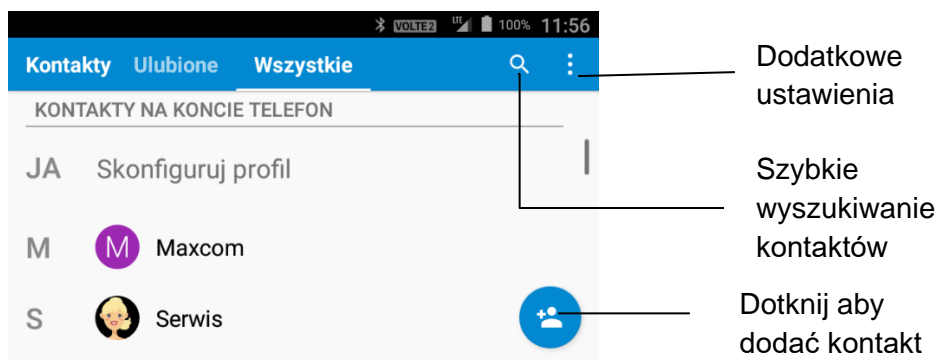 VOLTE2 LTE 100% 11:56
Kontakty Ulubione Wszystkie
KONTAKTY NA KONCIE TELEFON
JA Skonfiguruj profil
M M Maxcom
S Serwis
Dodatkowe
ustawienia
Szybkie
wyszukiwanie
kontaktów
Dotknij aby
dodać kontakt